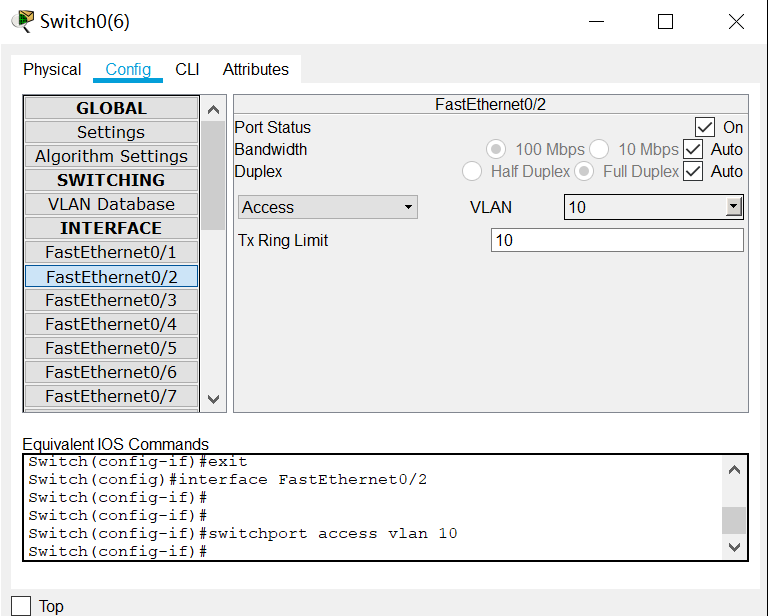 Switch0(6)
Physical Config CLI Attributes
GLOBAL
Settings
Algorithm Settings
SWITCHING
VLAN Database
INTERFACE
FastEthernet0/1
FastEthernet0/2
FastEthernet0/3
FastEthernet0/4
FastEthernet0/5
FastEthernet0/6
FastEthernet0/7
FastEthernet0/2
Port Status On
Bandwidth 100 Mbps 10 Mbps Auto
Duplex Half Duplex Full Duplex Auto
Access VLAN 10
Tx Ring Limit 10
Equivalent IOS Commands
Switch(config-if)#exit
Switch(config)#interface FastEthernet0/2
Switch(config-if)#
Switch(config-if)#
Switch(config-if)#switchport access vlan 10
Switch(config-if)#
Top